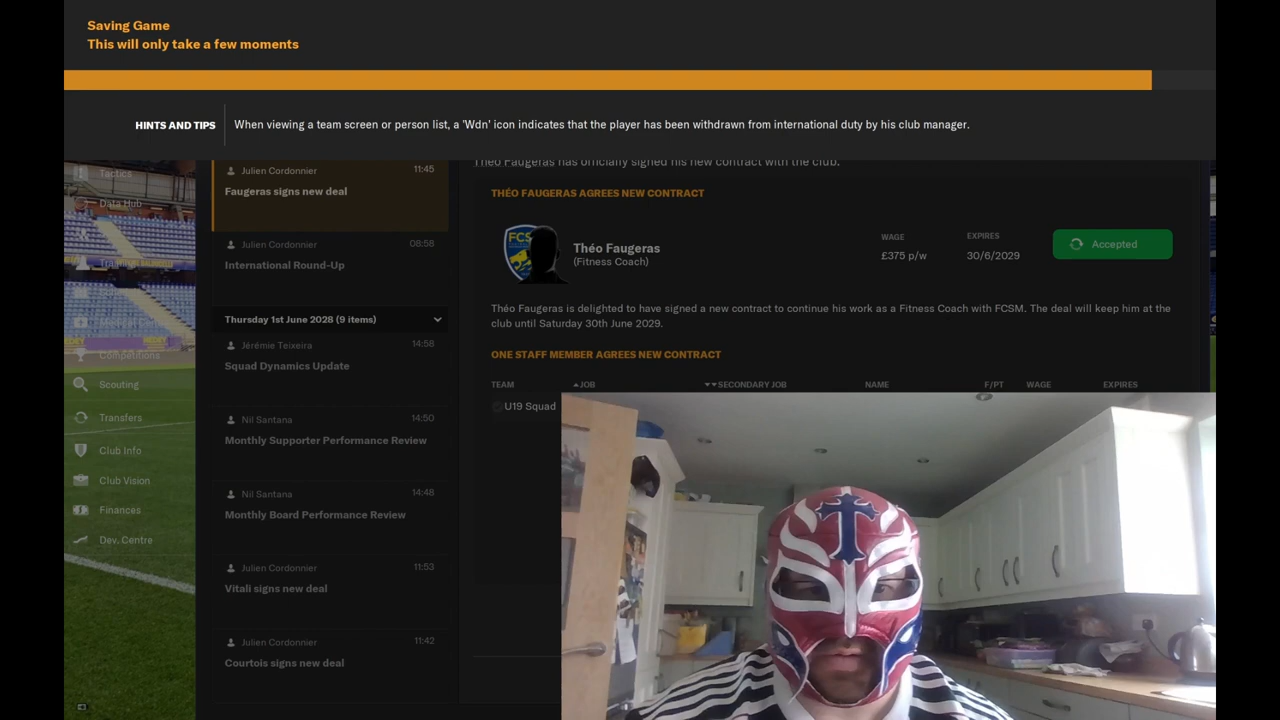 Saving Game
This will only take a few moments
HINTS AND TIPS
When viewing a team screen or person list, a 'Wdn' icon indicates that the player has been withdrawn from international duty by his club manager.
Tactics
Data Hub
Competitions
Scouting
Transfers
Club Info
Club Vision
Finances
Dev. Centre
Julien Cordonnier 11:45
Faugeras signs new deal
Julien Cordonnier 08:58
International Round-Up
Thursday 1st June 2028 (9 items)
Jérémie Teixeira 14:58
Squad Dynamics Update
Nil Santana 14:50
Monthly Supporter Performance Review
Nil Santana 14:48
Monthly Board Performance Review
Julien Cordonnier 11:53
Vitali signs new deal
Julien Cordonnier 11:42
Courtois signs new deal
Théo Faugeras has officially signed his new contract with the club.
THÉO FAUGERAS AGREES NEW CONTRACT
FCS
Théo Faugeras
(Fitness Coach)
WAGE
£375 p/w
EXPIRES
30/6/2029
Accepted
Théo Faugeras is delighted to have signed a new contract to continue his work as a Fitness Coach with FCSM. The deal will keep him at the
club until Saturday 30th June 2029.
ONE STAFF MEMBER AGREES NEW CONTRACT
TEAM JOB SECONDARY JOB NAME F/PT WAGE EXPIRES
U19 Squad